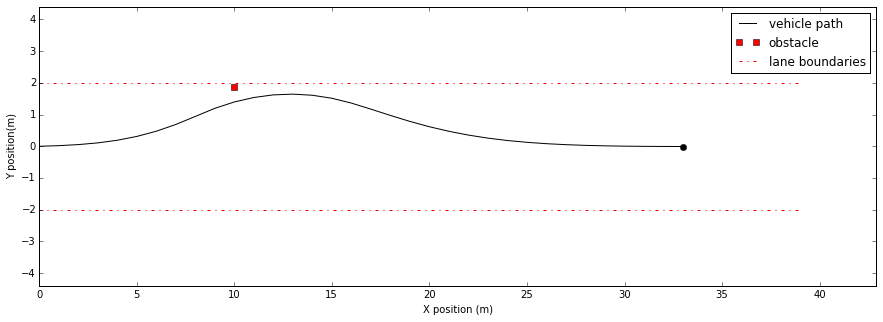 4
3
2
1
0
−1
−2
−3
−4
Y position(m)
vehicle path
obstacle
lane boundaries
0 5 10 15 20 25 30 35 40
X position (m)